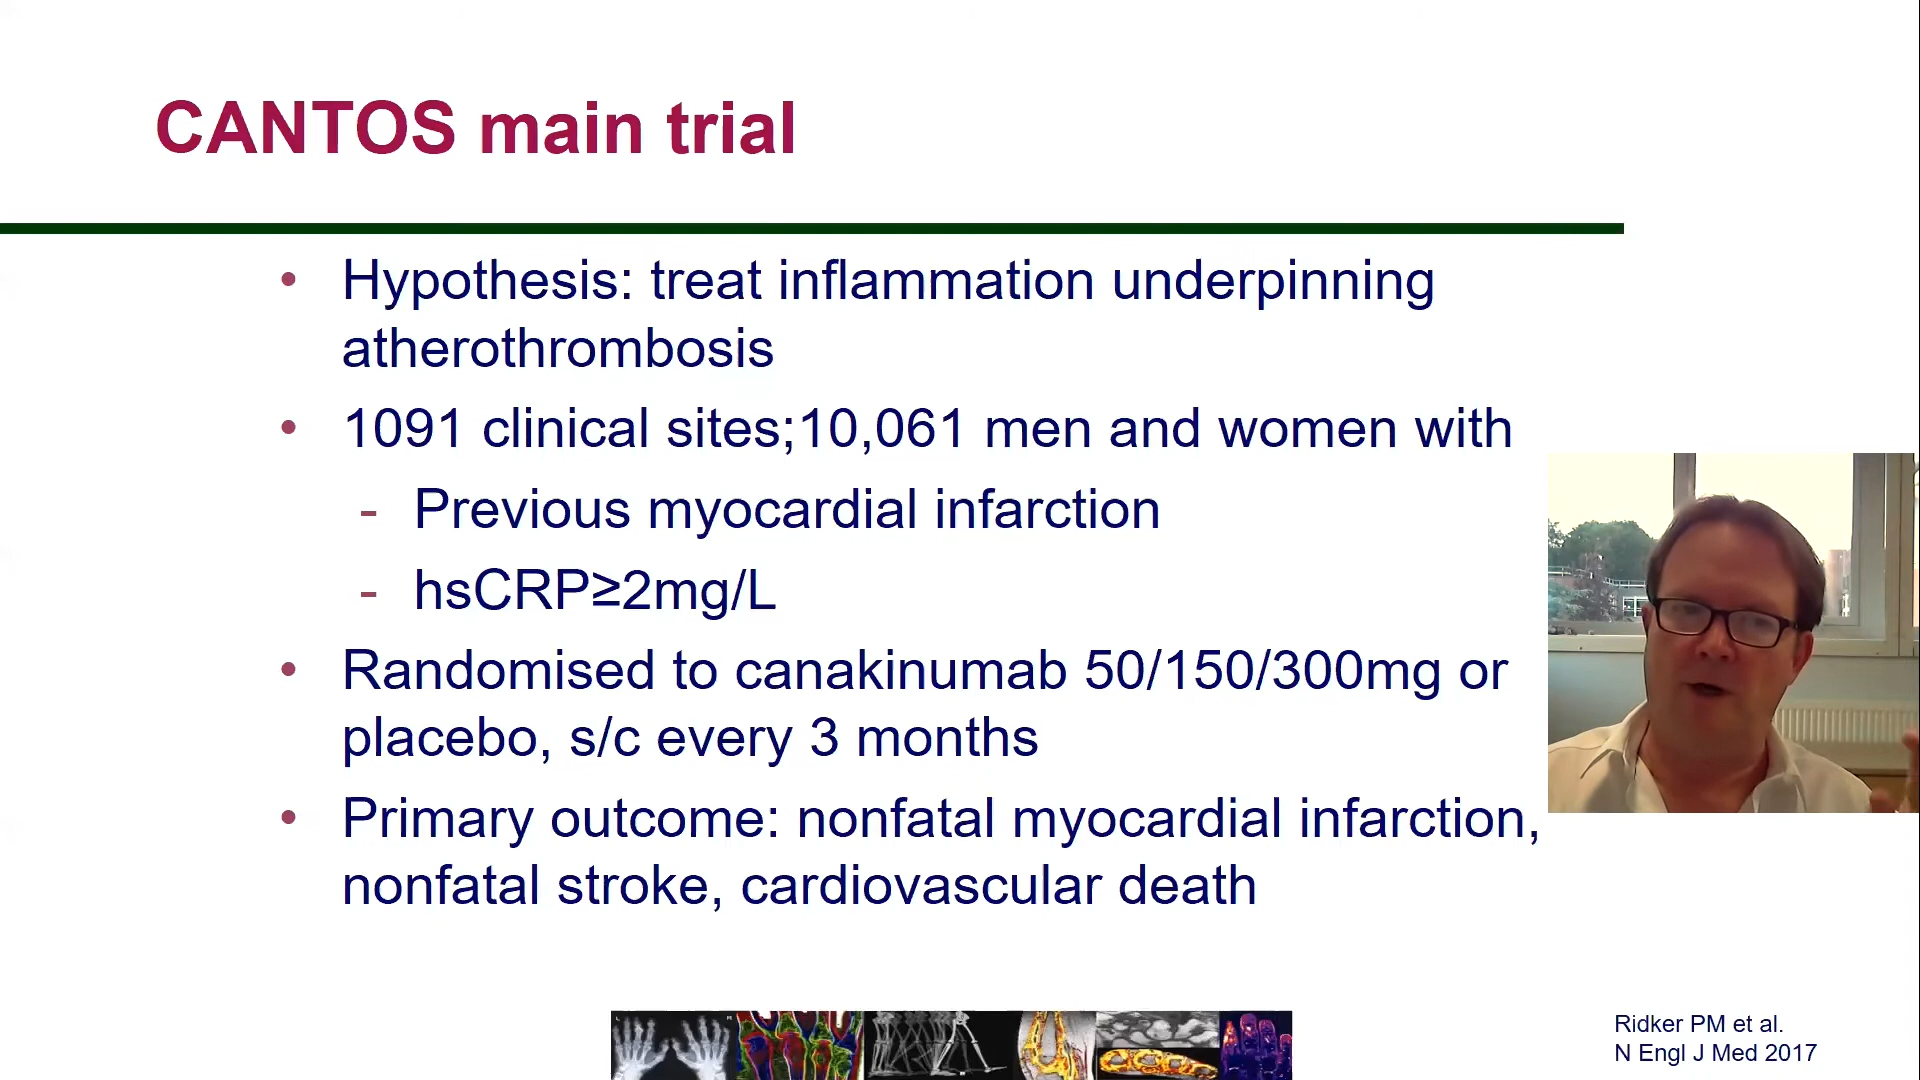 CANTOS main trial
• Hypothesis: treat inflammation underpinning
atherothrombosis
• 1091 clinical sites;10,061 men and women with
- Previous myocardial infarction
- hsCRP≥2mg/L
• Randomised to canakinumab 50/150/300mg or
placebo, s/c every 3 months
• Primary outcome: nonfatal myocardial infarction,
nonfatal stroke, cardiovascular death
Ridker PM et al.
N Engl J Med 2017